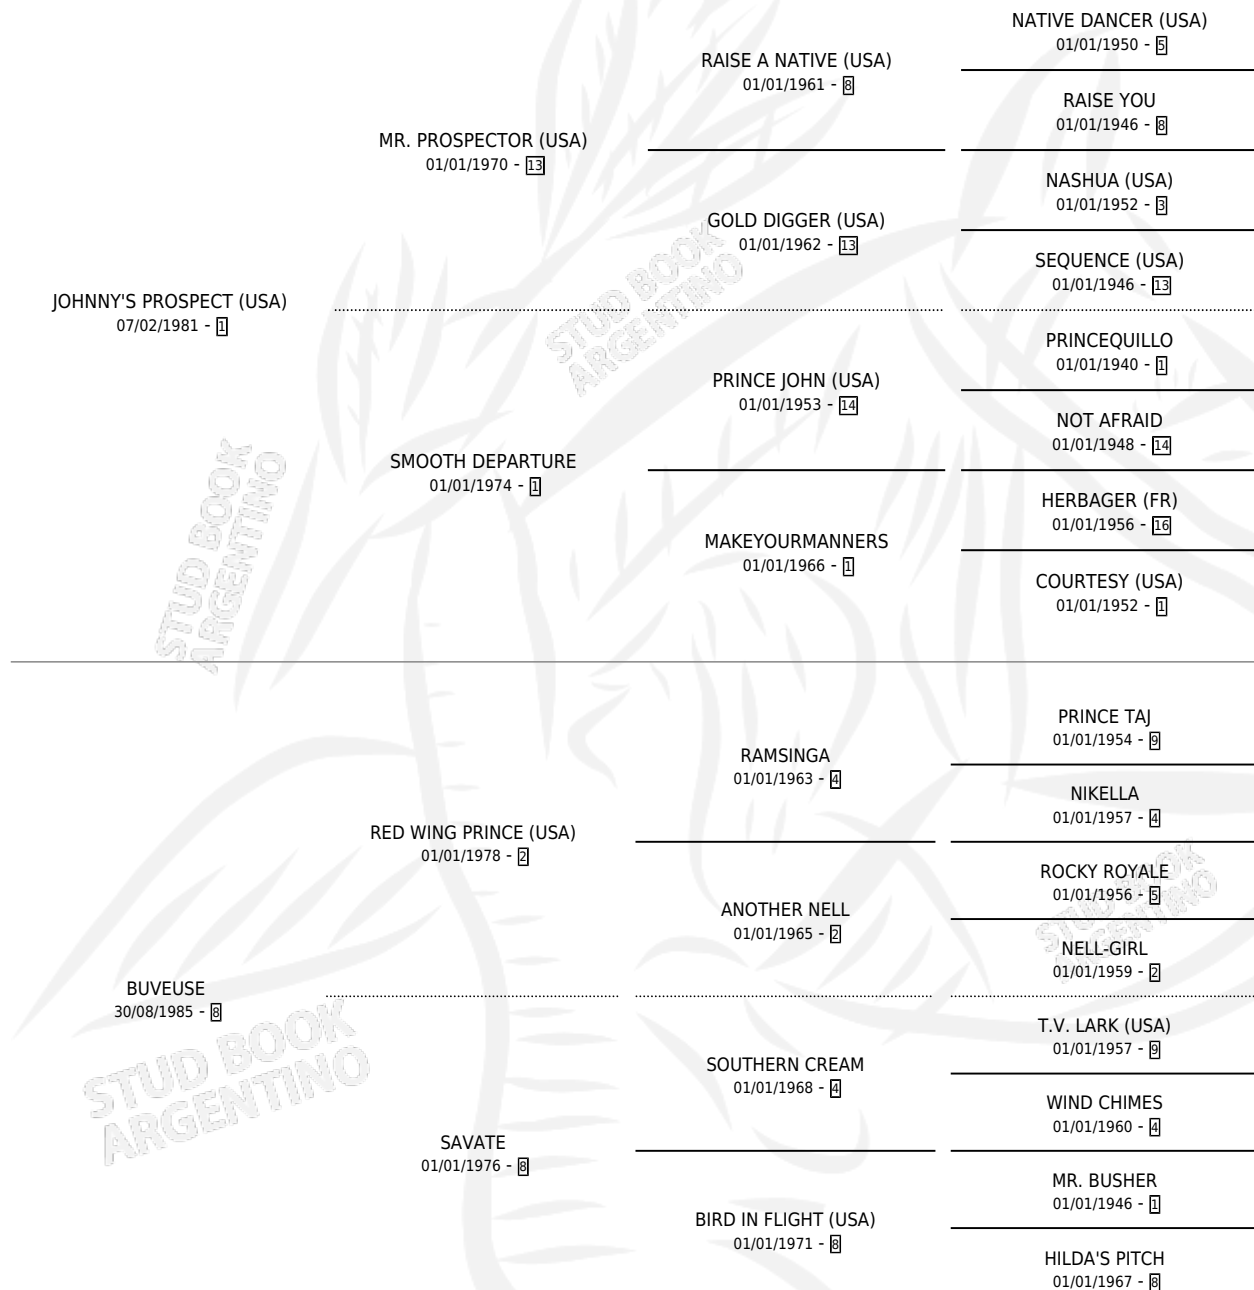 NATIVE DANCER (USA)
01/01/1950 - 5
RAISE A NATIVE (USA)
01/01/1961 - 8
RAISE YOU
01/01/1946 - 8
MR. PROSPECTOR (USA)
01/01/1970 - 13
NASHUA (USA)
01/01/1952 - 3
GOLD DIGGER (USA)
01/01/1962 - 13
SEQUENCE (USA)
01/01/1946 - 13
JOHNNY'S PROSPECT (USA)
07/02/1981 - 1
PRINCEQUILLO
01/01/1940 - 1
PRINCE JOHN (USA)
01/01/1953 - 14
NOT AFRAID
01/01/1948 - 14
SMOOTH DEPARTURE
01/01/1974 - 1
HERBAGER (FR)
01/01/1956 - 16
MAKEYOURMANNERS
01/01/1966 - 1
COURTESY (USA)
01/01/1952 - 1
PRINCE TAJ
01/01/1954 - 9
RAMSINGA
01/01/1963 - 4
NIKELLA
01/01/1957 - 4
RED WING PRINCE (USA)
01/01/1978 - 2
ROCKY ROYALE
01/01/1956 - 5
ANOTHER NELL
01/01/1965 - 2
NELL-GIRL
01/01/1959 - 2
BUVEUSE
30/08/1985 - 8
T.V. LARK (USA)
01/01/1957 - 9
SOUTHERN CREAM
01/01/1968 - 4
WIND CHIMES
01/01/1960 - 4
SAVATE
01/01/1976 - 8
MR. BUSHER
01/01/1946 - 1
BIRD IN FLIGHT (USA)
01/01/1971 - 8
HILDA'S PITCH
01/01/1967 - 8
STUD BOOK
ARGENTINO
STUD BOOK
ARGENTINO
STUD BOOK
ARGENTINO
STUD BOOK
ARGENTINO